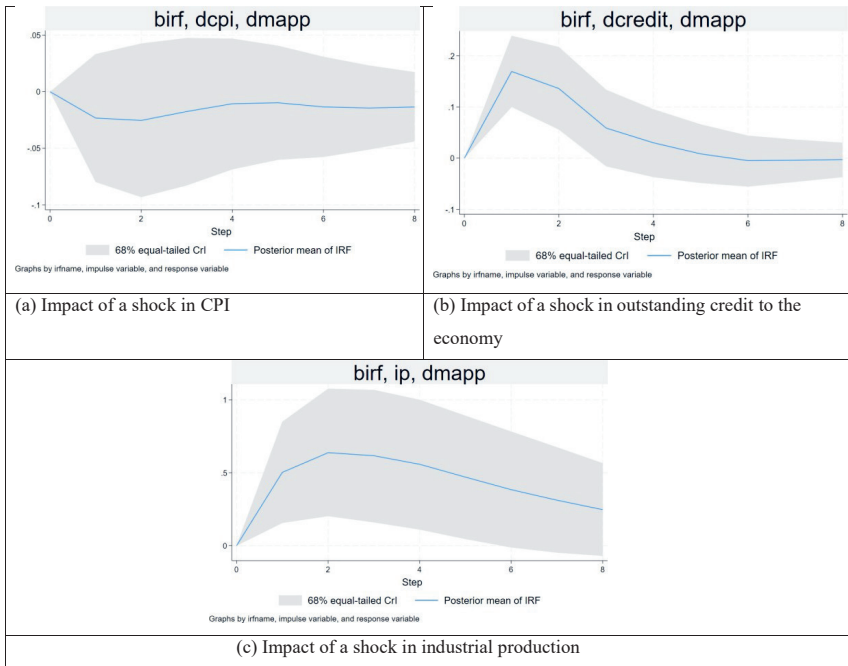 birf, dcpi, dmapp
.05
0
-.05
-.1
0 2 4 6 8
Step
68% equal-tailed CrI Posterior mean of IRF
Graphs by irfname, impulse variable, and response variable
(a) Impact of a shock in CPI
birf, dcredit, dmapp
.2
.1
0
-.1
0 2 4 6 8
Step
68% equal-tailed CrI Posterior mean of IRF
Graphs by irfname, impulse variable, and response variable
(b) Impact of a shock in outstanding credit to the
economy
birf, ip, dmapp
1
.5
0
0 2 4 6 8
Step
68% equal-tailed CrI Posterior mean of IRF
Graphs by irfname, impulse variable, and response variable
(c) Impact of a shock in industrial production